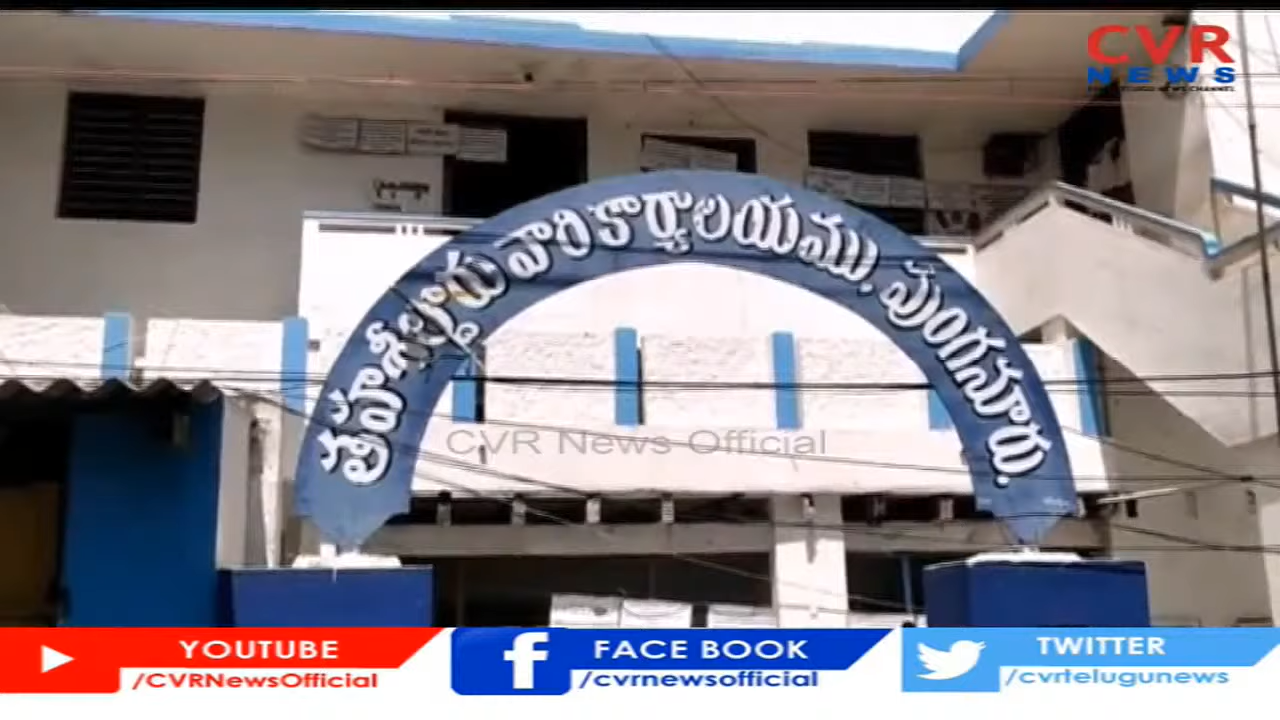 CVR
NEWS
తహశీల్దారు వారి కార్యాలయము, పుంగనూరు.
CVR News Official
YOUTUBE
/CVRNewsOfficial
FACE BOOK
/cvrnewsofficial
TWITTER
/cvrtelugunews